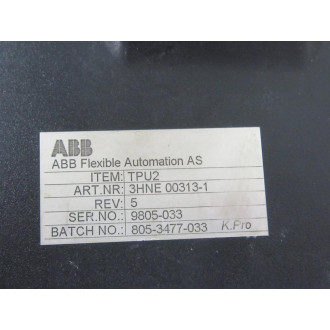 ABB
ABB Flexible Automation AS
ITEM: TPU2
ART.NR: 3HNE 00313-1
REV: 5
SER.NO.: 9805-033
BATCH NO.: 805-3477-033 K.Fro